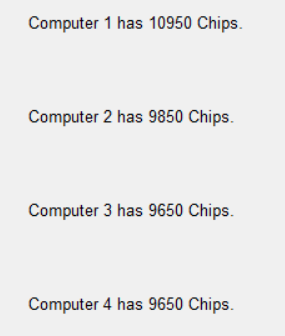 Computer 1 has 10950 Chips.
Computer 2 has 9850 Chips.
Computer 3 has 9650 Chips.
Computer 4 has 9650 Chips.